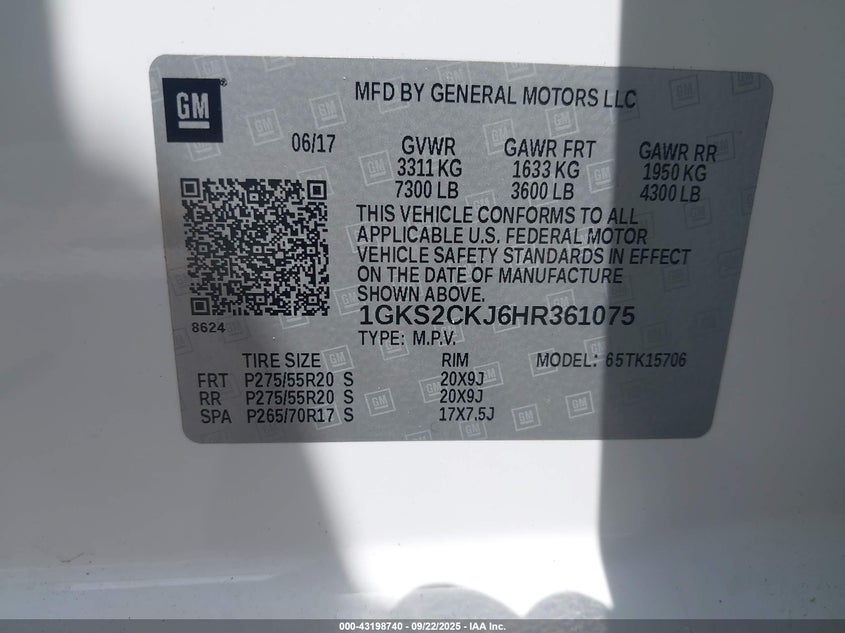 GM
MFD BY GENERAL MOTORS LLC
06/17 GVWR GAWR FRT GAWR RR
3311 KG 1633 KG 1950 KG
7300 LB 3600 LB 4300 LB
THIS VEHICLE CONFORMS TO ALL
APPLICABLE U.S. FEDERAL MOTOR
VEHICLE SAFETY STANDARDS IN EFFECT
ON THE DATE OF MANUFACTURE
SHOWN ABOVE.
8624
1GKS2CKJ6HR361075
TYPE: M.P.V.
TIRE SIZE RIM MODEL: 65TK15706
FRT P275/55R20 S 20X9J
RR P275/55R20 S 20X9J
SPA P265/70R17 S 17X7.5J
000-43198740 - 09/22/2025 - IAA Inc.